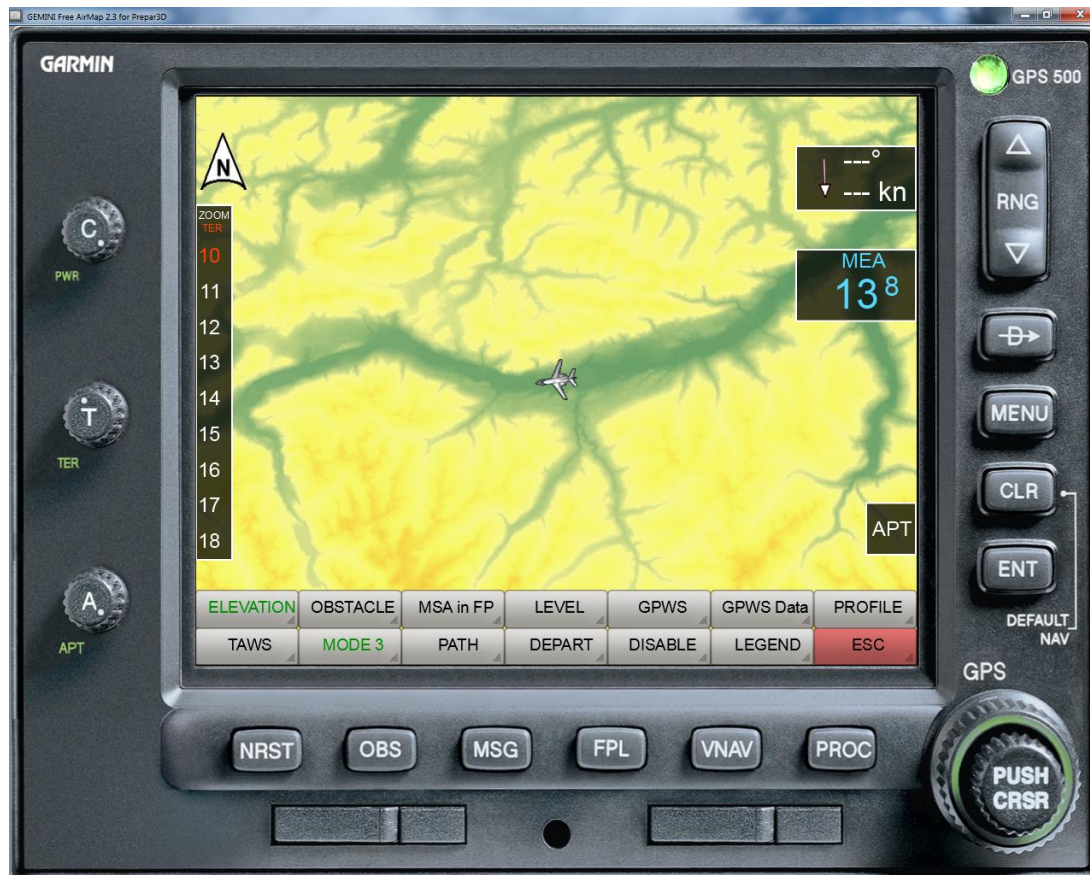 GEMINI Free AirMap 2.3 for Prepar3D
GARMIN
GPS 500
N
---°
--- kn
ZOOM
TER
10
11
12
13
14
15
16
17
18
MEA
13 8
APT
ELEVATION OBSTACLE MSA in FP LEVEL GPWS GPWS Data PROFILE
TAWS MODE 3 PATH DEPART DISABLE LEGEND ESC
C
PWR
T
TER
A
APT
RNG
D
MENU
CLR
ENT
DEFAULT
NAV
GPS
PUSH
CRSR
NRST OBS MSG FPL VNAV PROC